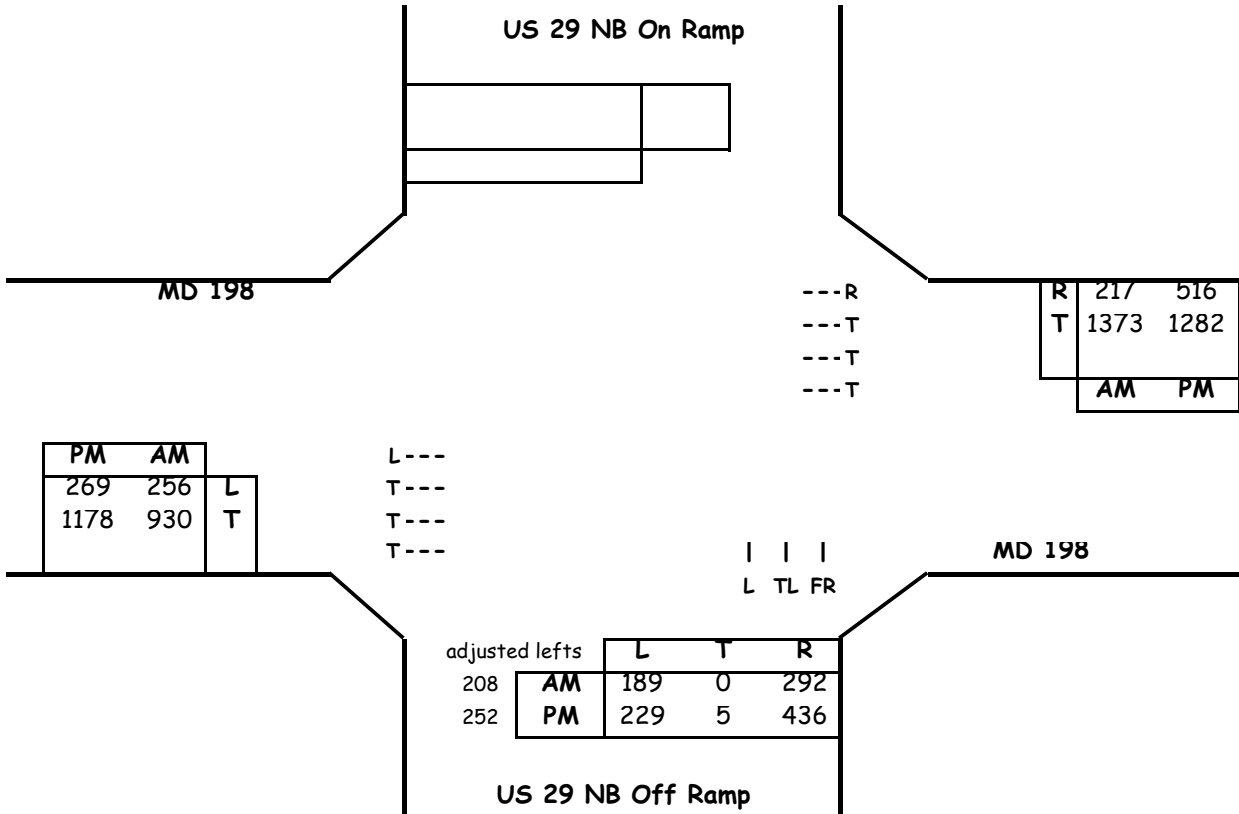 US 29 NB On Ramp
MD 198
---R
---T
---T
---T
R 217 516
T 1373 1282
AM PM
PM AM
269 256 L
1178 930 T
L---
T---
T---
T---
| | |
L TL FR
MD 198
adjusted lefts L T R
208 AM 189 0 292
252 PM 229 5 436
US 29 NB Off Ramp